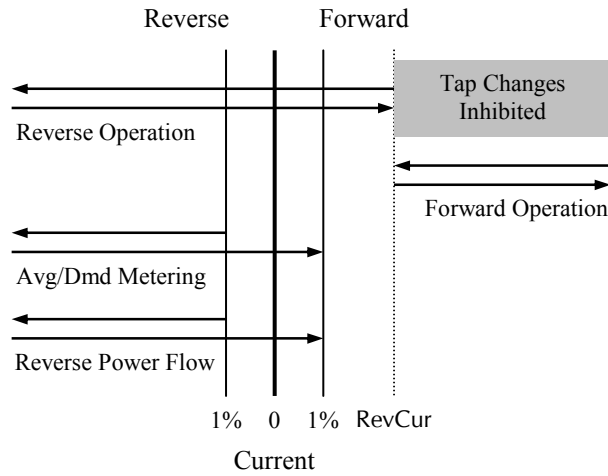 Reverse Forward
Tap Changes
Inhibited
Reverse Operation
Forward Operation
Avg/Dmd Metering
Reverse Power Flow
1% 0 1% RevCur
Current